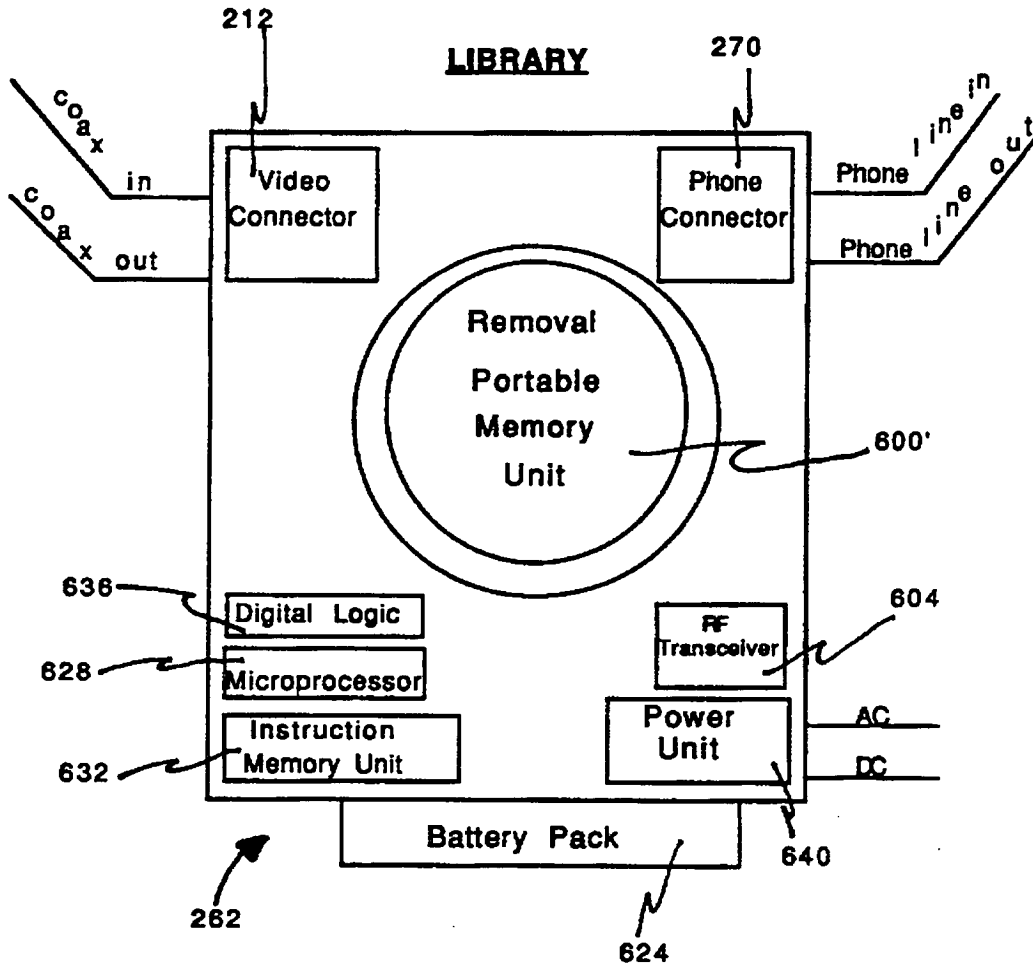 212
LIBRARY
270
coax in
coax out
Video
Connector
Phone
Connector
Phone line in
Phone line out
Removal
Portable
Memory
Unit
600'
636
Digital Logic
628
Microprocessor
632
Instruction
Memory Unit
RF
Transceiver
604
Power
Unit
AC
DC
640
Battery Pack
262
624